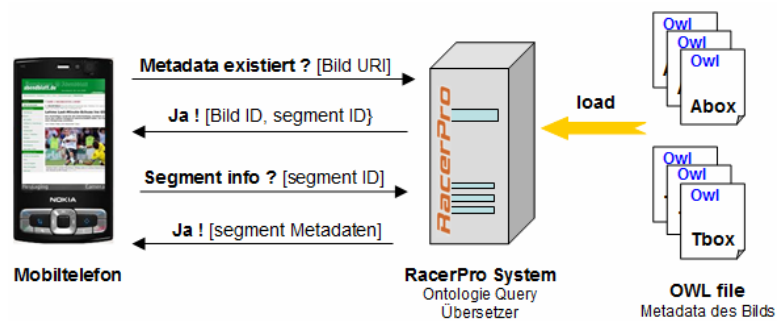 Metadata existiert ? [Bild URI]
Ja ! [Bild ID, segment ID}
Segment info ? [segment ID]
Ja ! [segment Metadaten]
abendblatt.de
NOKIA
Mobiltelefon
RacerPro
RacerPro System
Ontologie Query
Übersetzer
load
Owl
Owl
Owl
Abox
Owl
Owl
Owl
Tbox
OWL file
Metadata des Bilds